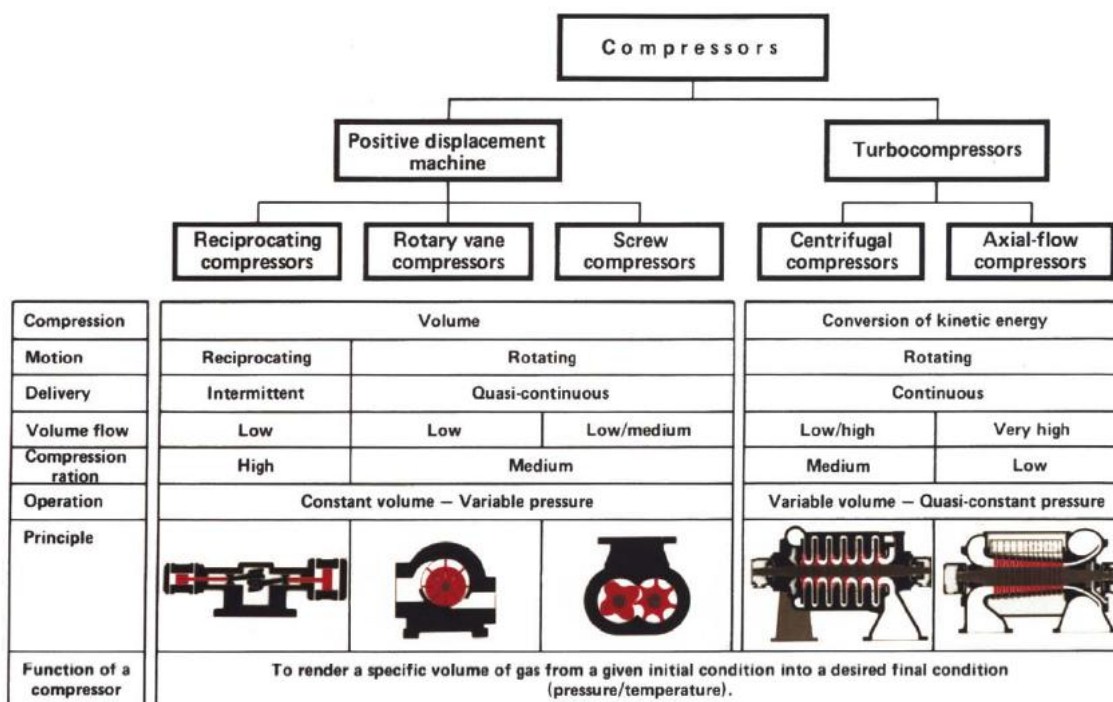 Compressors
Positive displacement
machine
Turbocompressors
Reciprocating
compressors
Rotary vane
compressors
Screw
compressors
Centrifugal
compressors
Axial-flow
compressors
Compression
Volume
Conversion of kinetic energy
Motion
Reciprocating
Rotating
Rotating
Delivery
Intermittent
Quasi-continuous
Continuous
Volume flow
Low
Low
Low/medium
Low/high
Very high
Compression
ration
High
Medium
Medium
Low
Operation
Constant volume — Variable pressure
Variable volume — Quasi-constant pressure
Principle
Function of a
compressor
To render a specific volume of gas from a given initial condition into a desired final condition
(pressure/temperature).